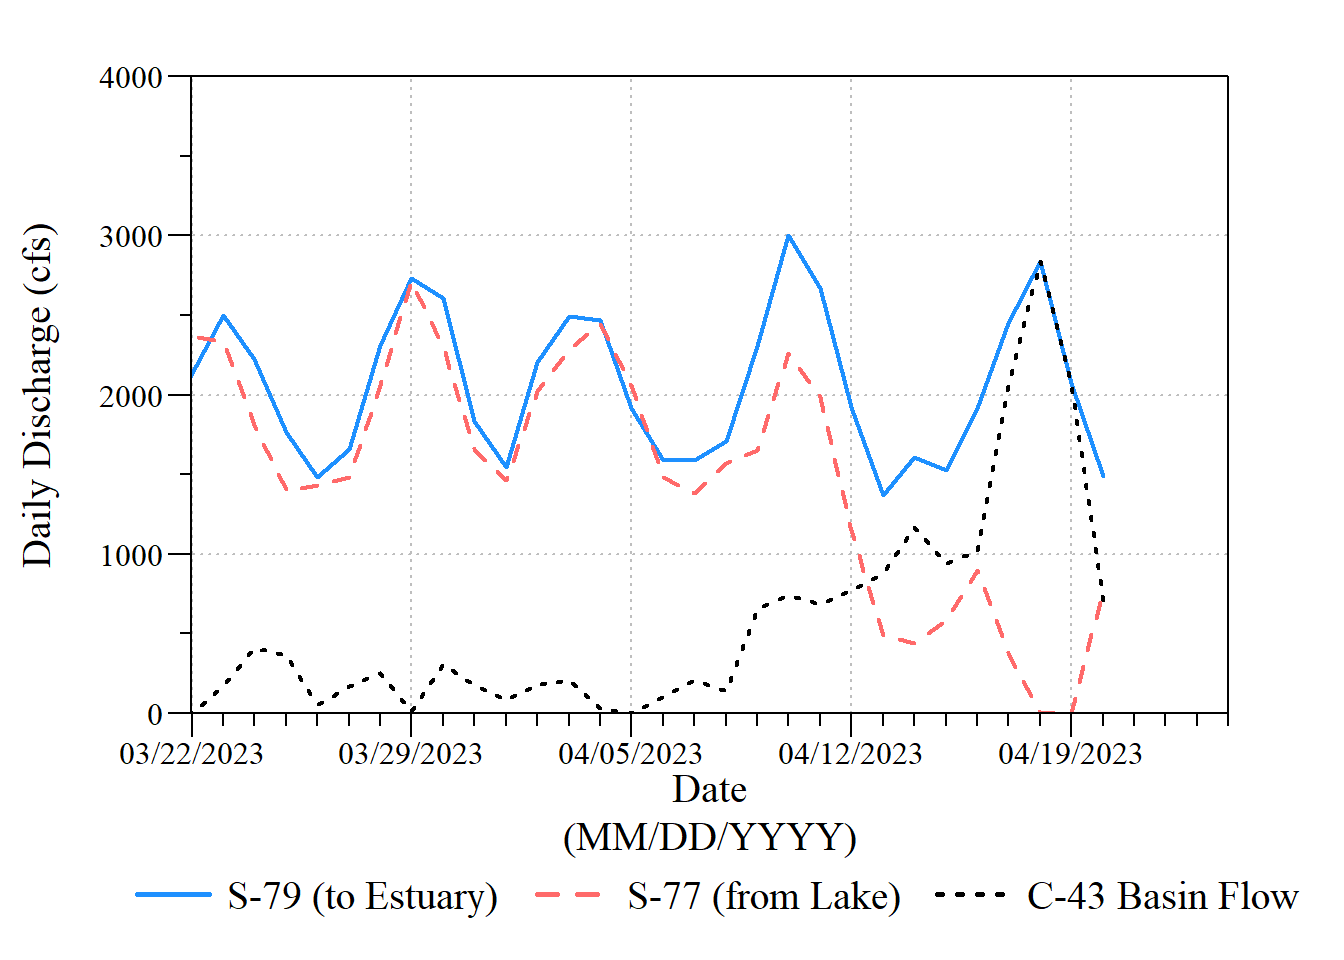 4000
3000
2000
1000
0
Daily Discharge (cfs)
03/22/2023 03/29/2023 04/05/2023 04/12/2023 04/19/2023
Date
(MM/DD/YYYY)
S-79 (to Estuary) S-77 (from Lake) C-43 Basin Flow